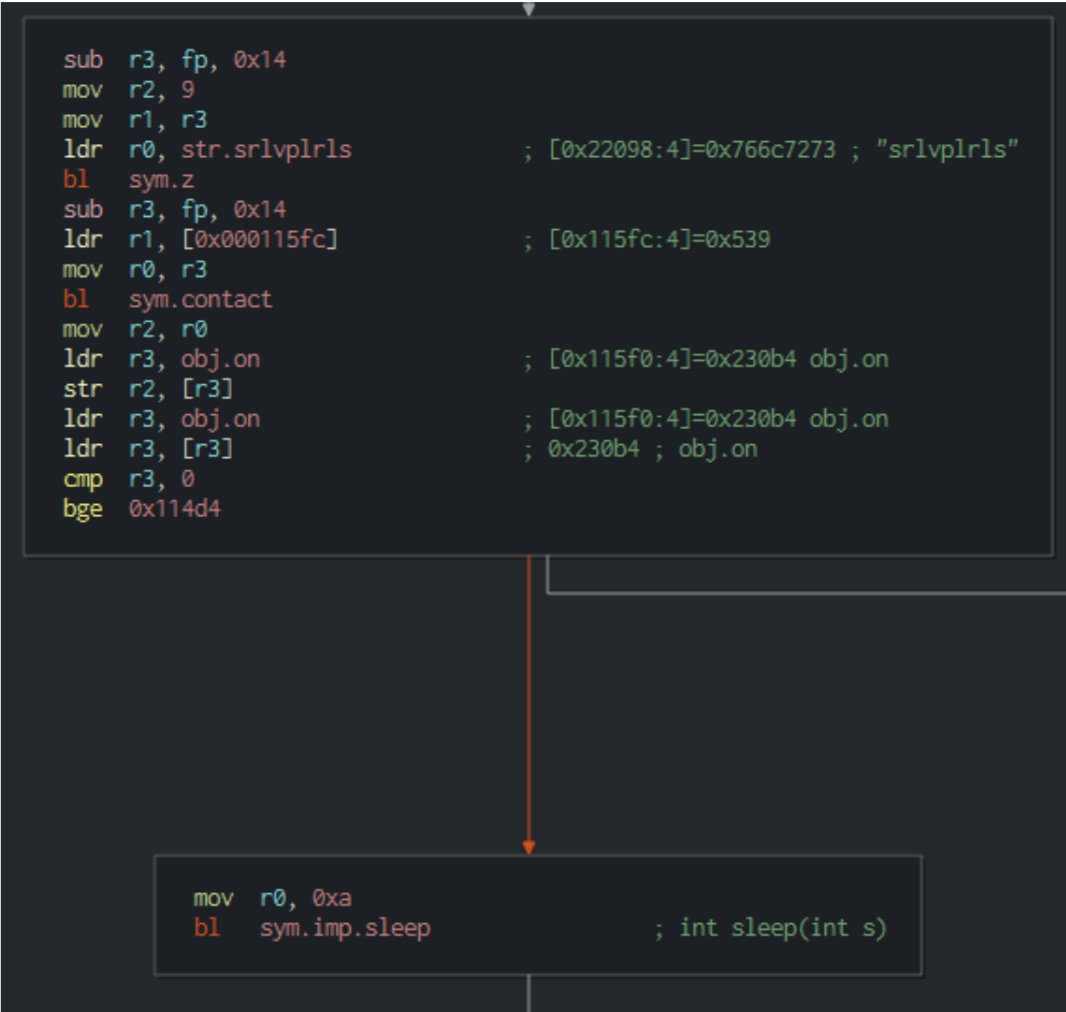 sub r3, fp, 0x14
mov r2, 9
mov r1, r3
ldr r0, str.srlvplrls ; [0x22098:4]=0x766c7273 ; "srlvplrls"
bl sym.z
sub r3, fp, 0x14
ldr r1, [0x000115fc] ; [0x115fc:4]=0x539
mov r0, r3
bl sym.contact
mov r2, r0
ldr r3, obj.on ; [0x115f0:4]=0x230b4 obj.on
str r2, [r3]
ldr r3, obj.on ; [0x115f0:4]=0x230b4 obj.on
ldr r3, [r3] ; 0x230b4 ; obj.on
cmp r3, 0
bge 0x114d4
mov r0, 0xa
bl sym.imp.sleep ; int sleep(int s)